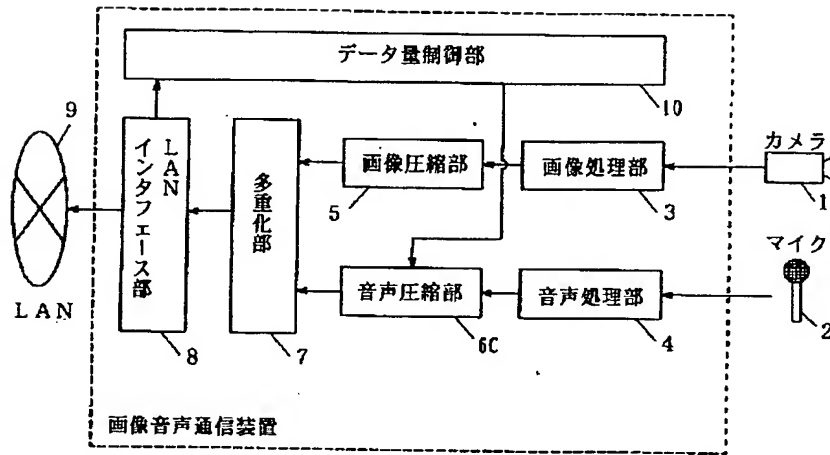 データ量制御部
10
9
LAN
インタフェース部
8
多重化部
7
画像圧縮部
5
画像処理部
3
カメラ
1
音声圧縮部
6C
音声処理部
4
マイク
2
LAN
画像音声通信装置